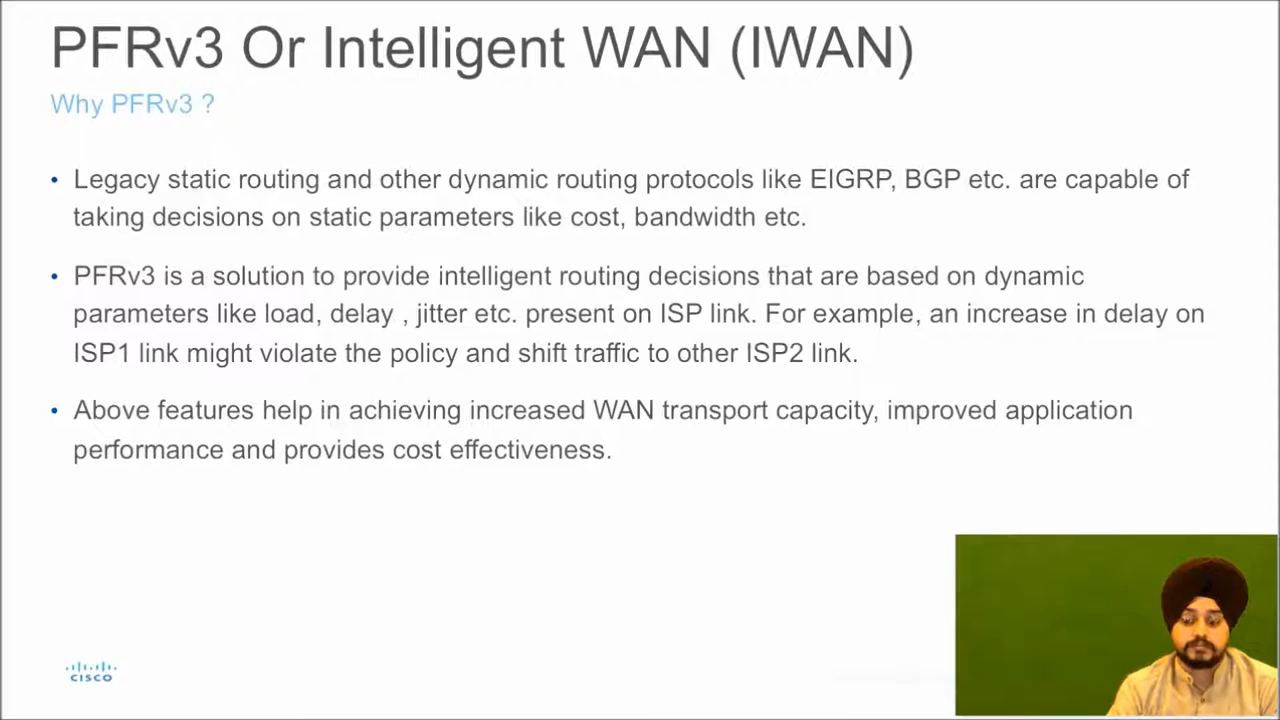 PFRv3 Or Intelligent WAN (IWAN)
Why PFRv3 ?
• Legacy static routing and other dynamic routing protocols like EIGRP, BGP etc. are capable of
taking decisions on static parameters like cost, bandwidth etc.
• PFRv3 is a solution to provide intelligent routing decisions that are based on dynamic
parameters like load, delay , jitter etc. present on ISP link. For example, an increase in delay on
ISP1 link might violate the policy and shift traffic to other ISP2 link.
• Above features help in achieving increased WAN transport capacity, improved application
performance and provides cost effectiveness.
CISCO